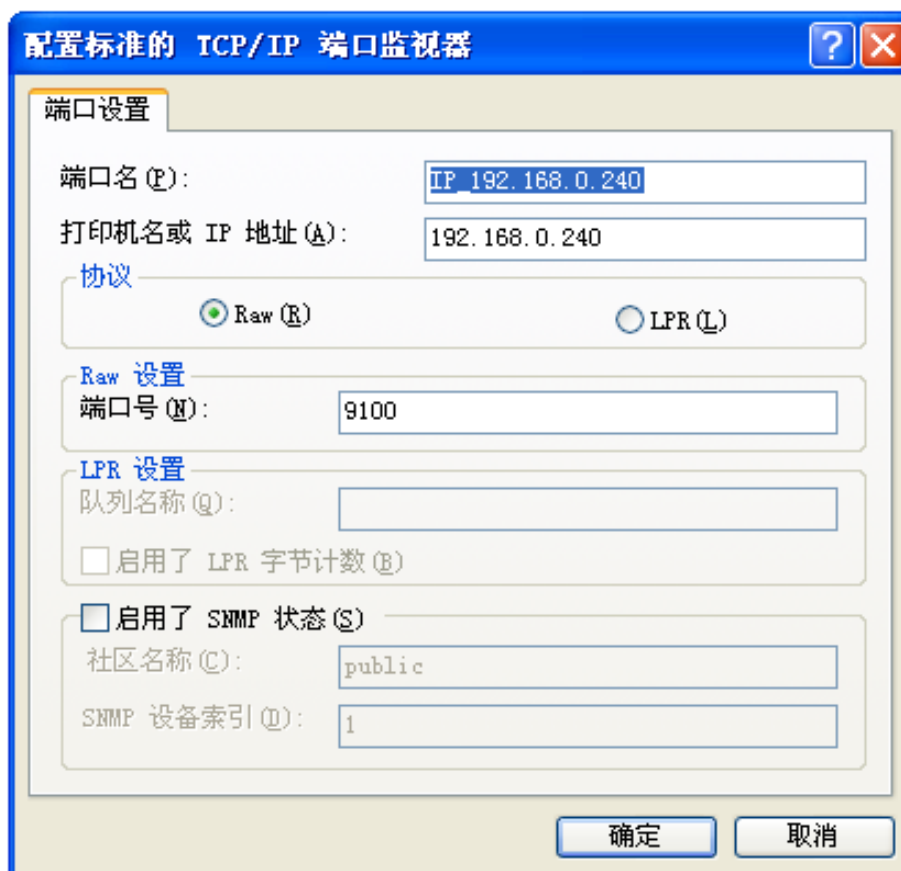 配置标准的 TCP/IP 端口监视器
端口设置
端口名(P): IP_192.168.0.240
打印机名或 IP 地址(A): 192.168.0.240
协议
Raw(R) LPR(L)
Raw 设置
端口号(N): 9100
LPR 设置
队列名称(Q):
启用了 LPR 字节计数(B)
启用了 SNMP 状态(S)
社区名称(C): public
SNMP 设备索引(D): 1
确定 取消